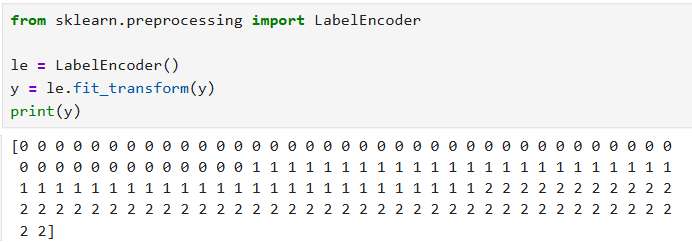 from sklearn.preprocessing import LabelEncoder
le = LabelEncoder()
y = le.fit_transform(y)
print(y)
[0 0 0 0 0 0 0 0 0 0 0 0 0 0 0 0 0 0 0 0 0 0 0 0 0 0 0 0 0 0 0 0 0 0 0 0 0
0 0 0 0 0 0 0 0 0 0 0 0 0 1 1 1 1 1 1 1 1 1 1 1 1 1 1 1 1 1 1 1 1 1 1 1 1
1 1 1 1 1 1 1 1 1 1 1 1 1 1 1 1 1 1 1 1 1 1 1 1 1 1 2 2 2 2 2 2 2 2 2 2 2
2 2 2 2 2 2 2 2 2 2 2 2 2 2 2 2 2 2 2 2 2 2 2 2 2 2 2 2 2 2 2 2 2 2 2 2 2
2 2]